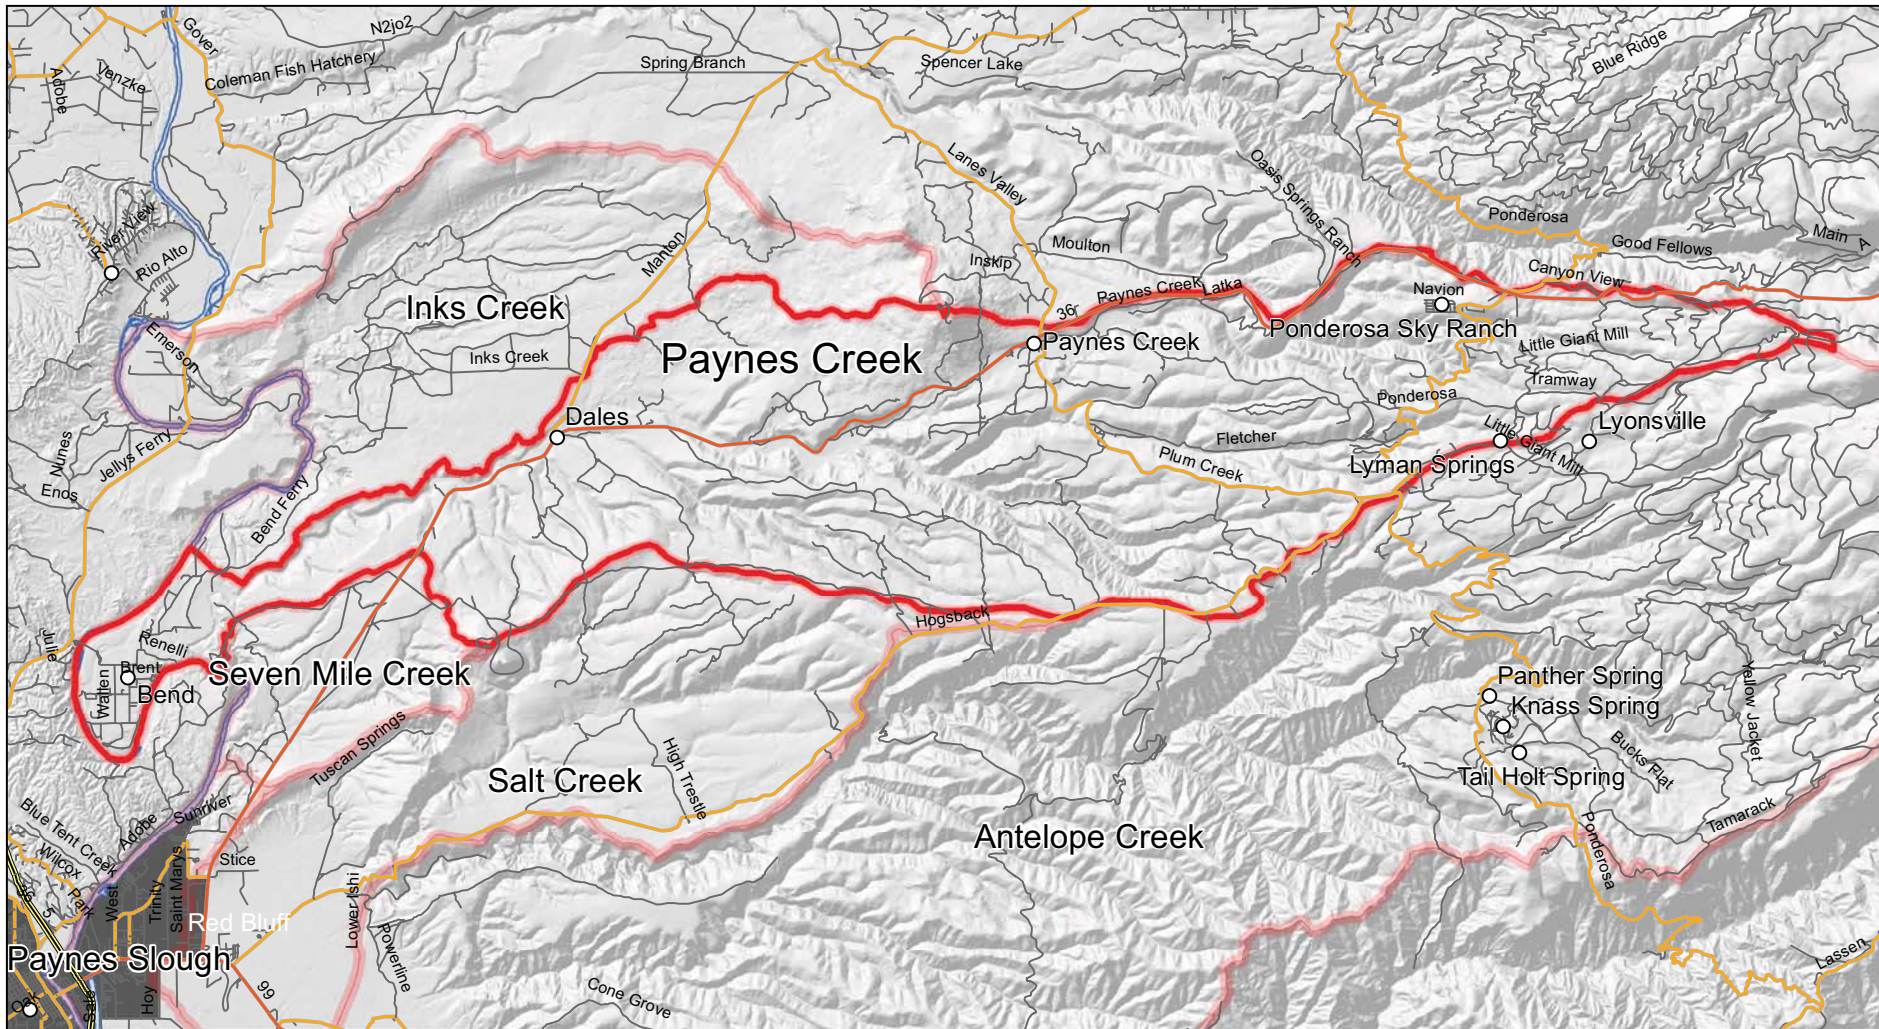 N2jo2
Gover
Venzke
Adobe
Coleman Fish Hatchery
Spring Branch
Spencer Lake
Blue Ridge
Lanes Valley
Oasis Springs Ranch
River View
Rio Alto
Manton
Moulton
Inskip
Ponderosa
Good Fellows
Main
A
Canyon View
Navion
Paynes Creek
Latka
36
Inks Creek
Emerson
Ponderosa Sky Ranch
Paynes Creek
Paynes Creek
Little Giant Mill
Inks Creek
Tramway
Ponderosa
Dales
Lyonsville
Nunes
Jellys Ferry
Fletcher
Little Giant Mill
Plum Creek
Lyman Springs
Enos
Bend Ferry
Hogsback
Julie
Renelli
Brent
Seven Mile Creek
Watten
Bend
Panther Spring
Knass Spring
Yellow Jacket
Tuscan Springs
High Trestle
Bucks Flat
Salt Creek
Tail Holt Spring
Sunriver
Adobe
Blue Tent Creek
Wilcox
Antelope Creek
Tamarack
Ponderosa
Stice
Park
West
Trinity
Saint Marys
36
5
Red Bluff
Lower Ishi
Powerline
Paynes Slough
Lassen
99
Hoy
Sale
Oak
Cone Grove